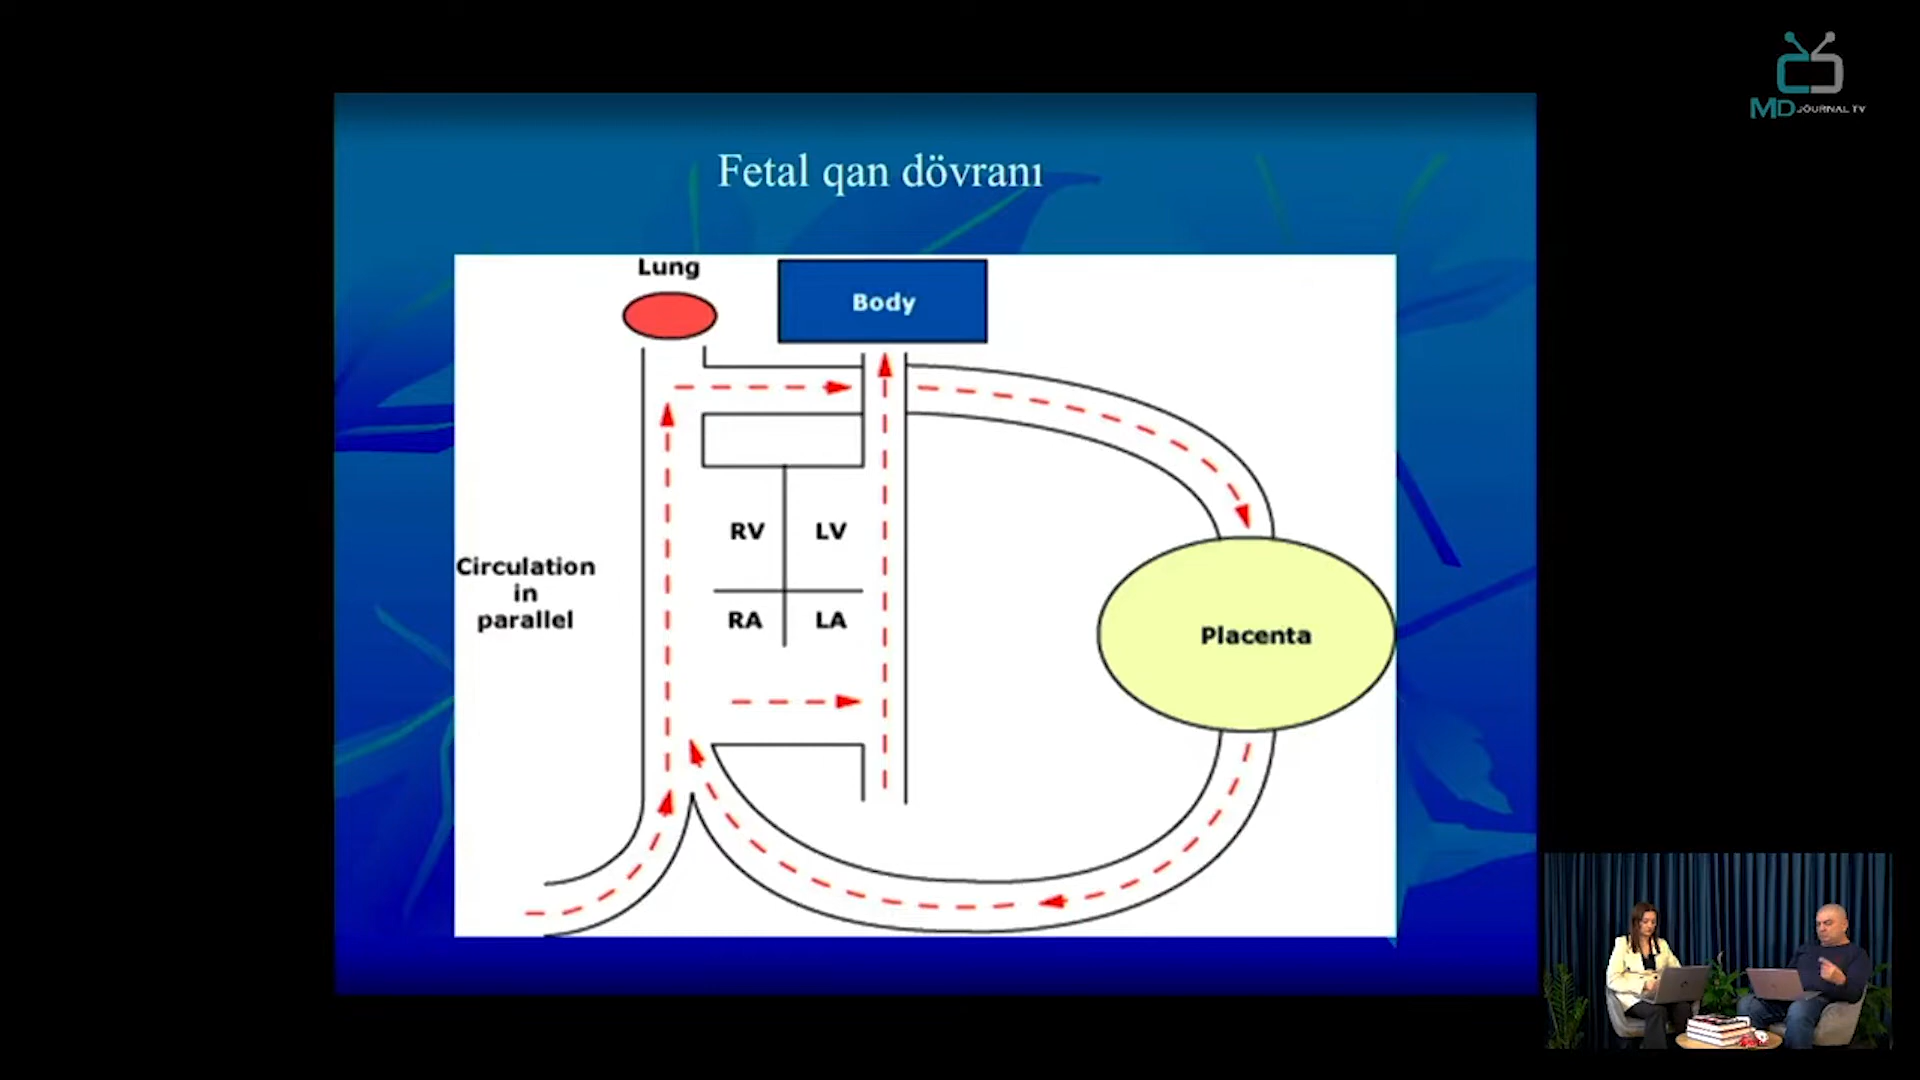 MD JOURNAL TV
Fetal qan dövranı
Lung
Body
RV LV
Circulation
in
parallel
RA LA
Placenta